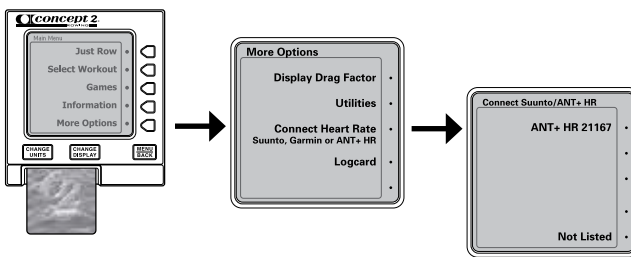 concept 2.
ROWING
Main Menu
Just Row
Select Workout
Games
Information
More Options
CHANGE UNITS
CHANGE DISPLAY
MENU BACK
More Options
Display Drag Factor
Utilities
Connect Heart Rate
Suunto, Garmin or ANT+ HR
Logcard
Connect Suunto/ANT+ HR
ANT+ HR 21167
Not Listed